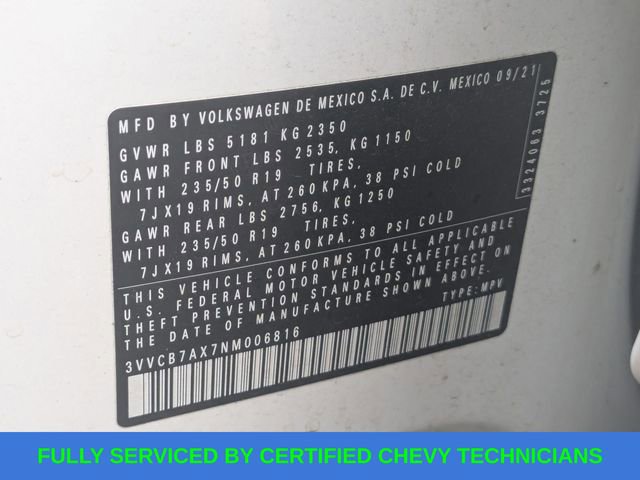 MFD BY VOLKSWAGEN DE MEXICO S.A. DE C.V. MEXICO 09/21
GVWR LBS 5181 KG 2350
GAWR FRONT LBS 2535, KG 1150
WITH 235/50 R19 TIRES,
7JX19 RIMS, AT 260 KPA, 38 PSI COLD
GAWR REAR LBS 2756, KG 1250
WITH 235/50 R19 TIRES,
7JX19 RIMS, AT 260 KPA, 38 PSI COLD
THIS VEHICLE CONFORMS TO ALL APPLICABLE
U.S. FEDERAL MOTOR VEHICLE SAFETY AND
THEFT PREVENTION STANDARDS IN EFFECT ON
THE DATE OF MANUFACTURE SHOWN ABOVE.
3VVCB7AX7NM006816 TYPE: MPV
3324063 3725
FULLY SERVICED BY CERTIFIED CHEVY TECHNICIANS